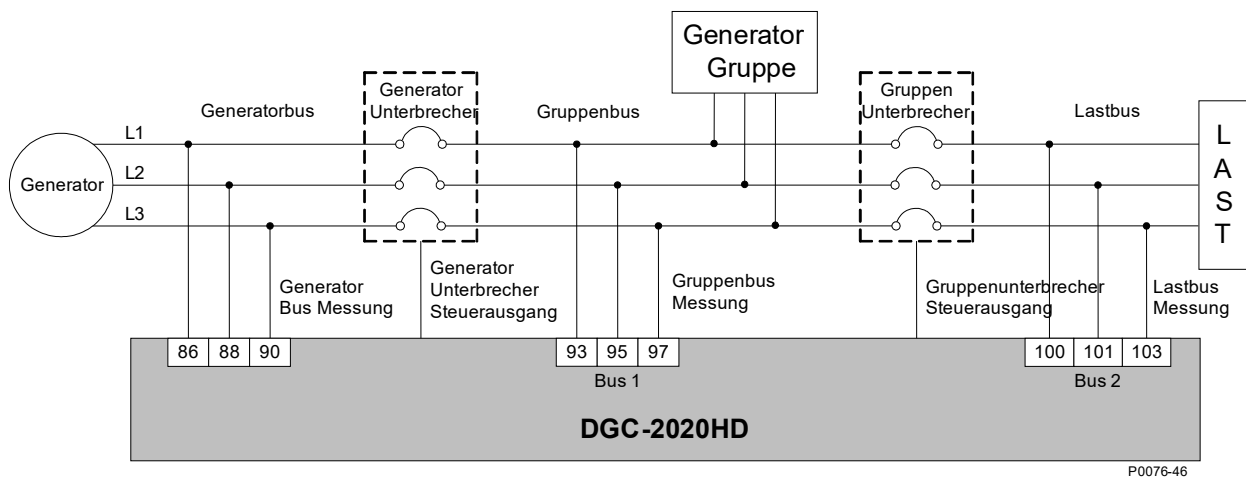 Generator
Gruppe
Generator
Unterbrecher
Gruppen
Unterbrecher
Generatorbus
Gruppenbus
Lastbus
L1
L2
L3
Generator
L
A
S
T
Generator
Bus Messung
Generator
Unterbrecher
Steuerausgang
Gruppenbus
Messung
Gruppenunterbrecher
Steuerausgang
Lastbus
Messung
86 88 90
93 95 97
100 101 103
Bus 1
Bus 2
DGC-2020HD
P0076-46